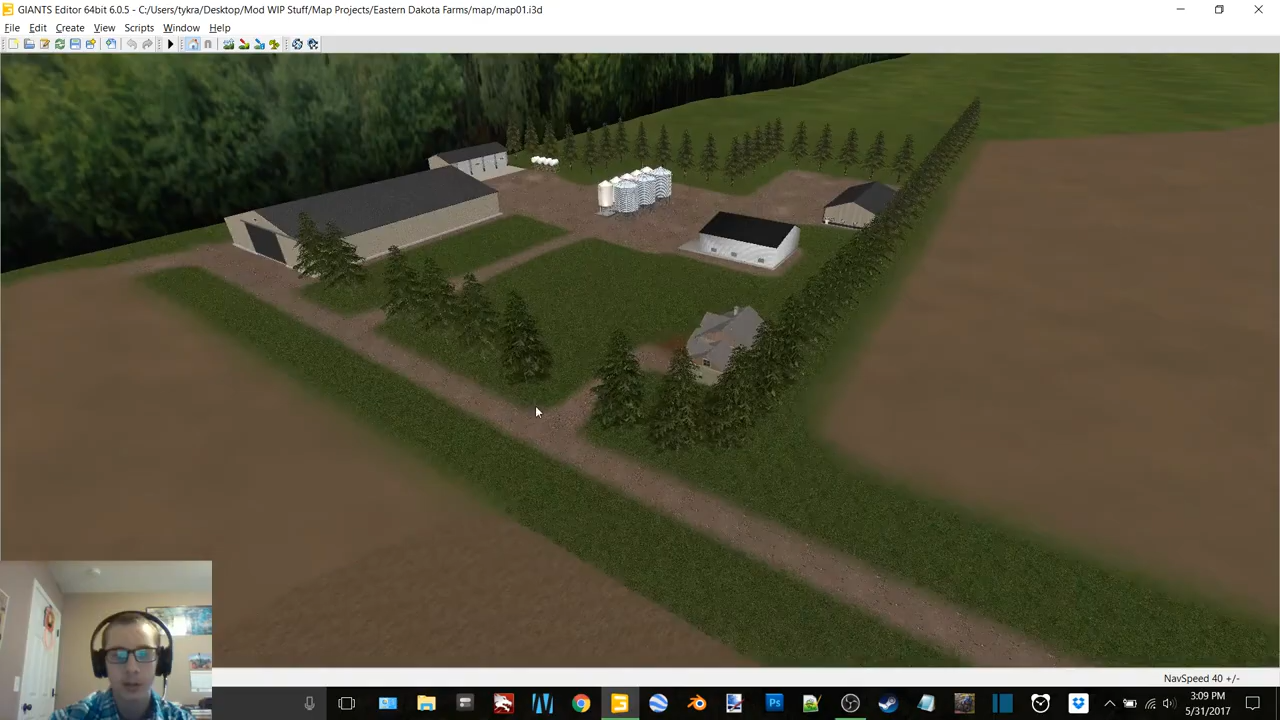 GIANTS Editor 64bit 6.0.5 - C:/Users/tykra/Desktop/Mod WIP Stuff/Map Projects/Eastern Dakota Farms/map/map01.i3d
File Edit Create View Scripts Window Help
NavSpeed 40 +/-
Ps
3:09 PM
5/31/2017